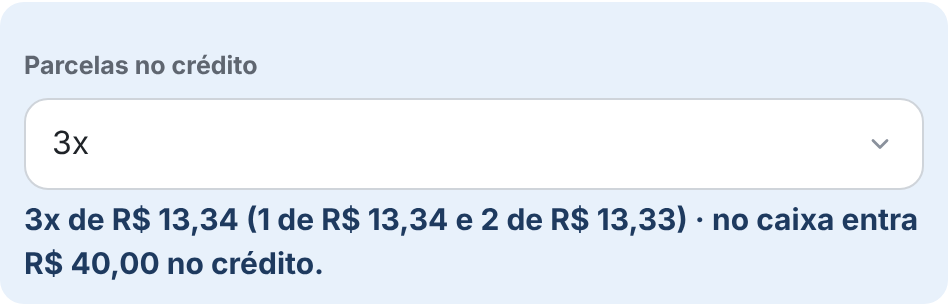 Parcelas no crédito
3x
3x de R$ 13,34 (1 de R$ 13,34 e 2 de R$ 13,33) · no caixa entra
R$ 40,00 no crédito.